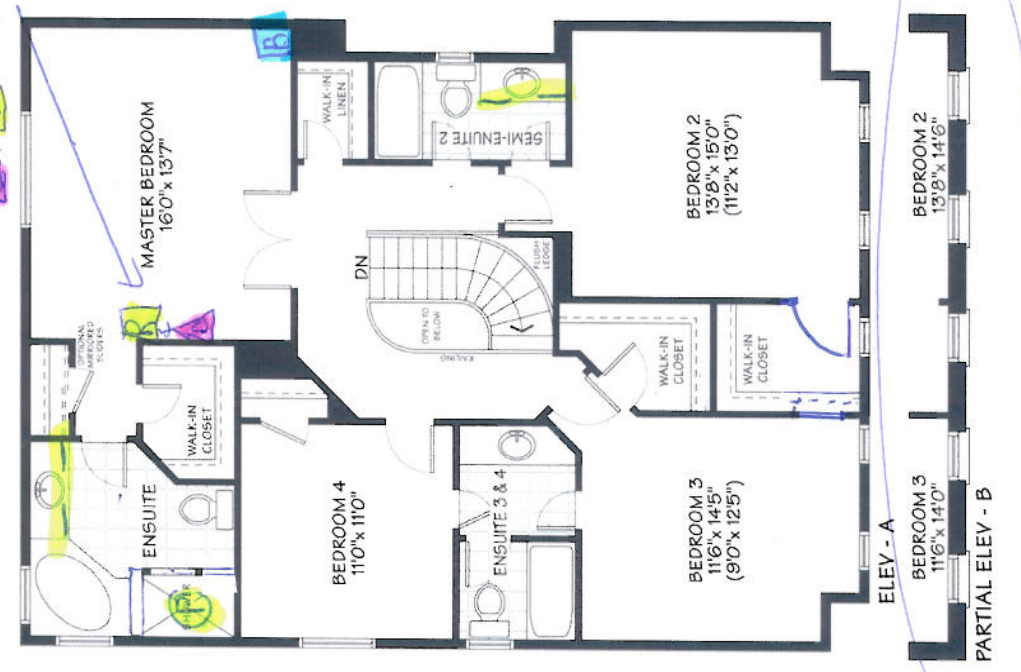 B
WALK-IN
LINEN
SEMI-ENUITE 2
MASTER BEDROOM
16'0"x 13'7"
BEDROOM 2
13'8"x 15'0"
(11'2"x 13'0")
BEDROOM 2
13'8"x 14'6"
DN
FLUSH
LEDGE
OPEN TO
BELOW
RAILING
B
OPTIONAL
MIRRORED
SLIDERS
WALK-IN
CLOSET
WALK-IN
CLOSET
WALK-IN
CLOSET
ENSUITE
SHOWER
P
BEDROOM 4
11'0"x 11'0"
ENSUITE 3 & 4
BEDROOM 3
11'6"x 14'5"
(9'0"x 12'5")
ELEV - A
BEDROOM 3
11'6"x 14'0"
PARTIAL ELEV - B